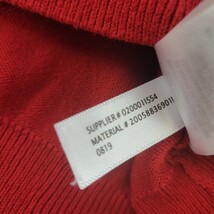 SUPPLIER# 0200011554
MATERIAL # 200588369011
0819